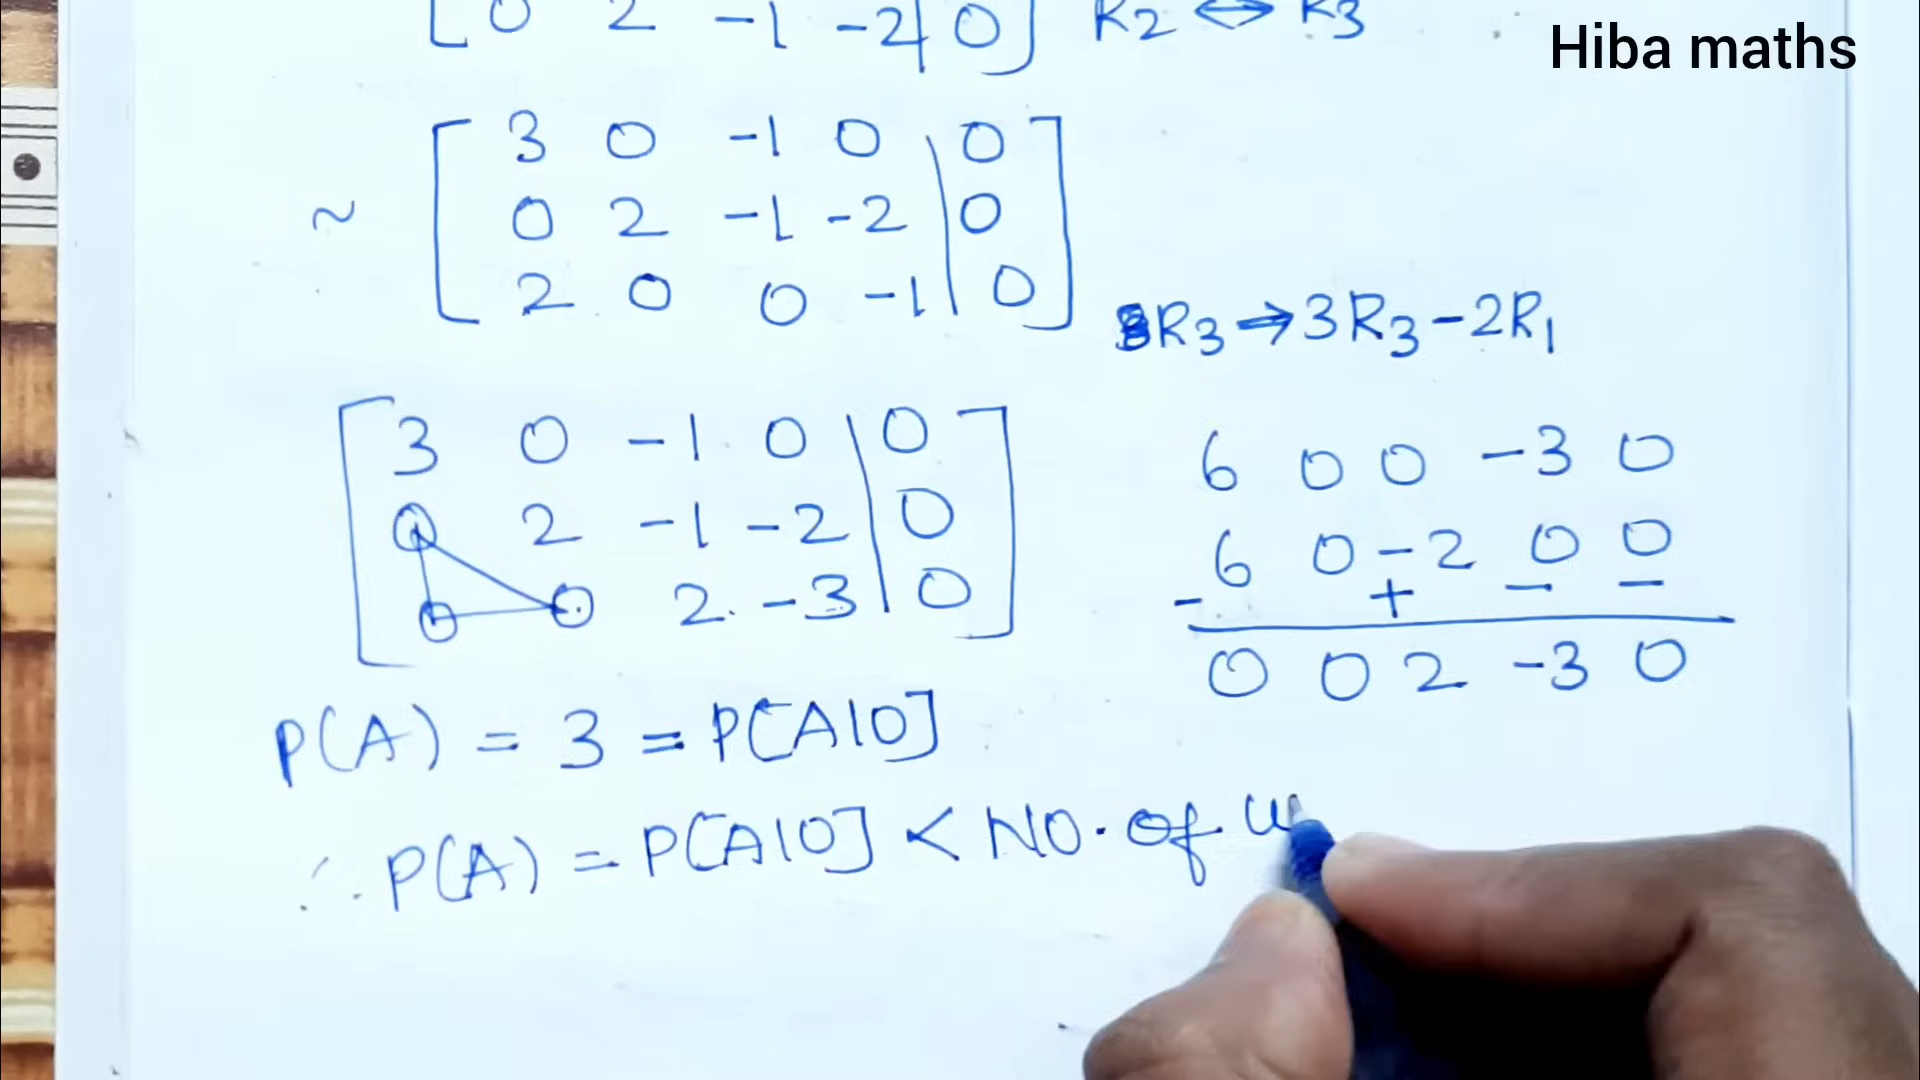 Hiba maths
[ 0 2 -1 -2 | 0 ] R2 ↔ R3
[ 3 0 -1 0 | 0
~ 0 2 -1 -2 | 0
2 0 0 -1 | 0 ]
R3 → 3R3 - 2R1
[ 3 0 -1 0 | 0
0 2 -1 -2 | 0
0 0 2 -3 | 0 ]
6 0 0 -3 0
6 0 -2 0 0
- + - -
0 0 2 -3 0
P(A) = 3 = P[A|0]
∴ P(A) = P[A|0] < NO. of u